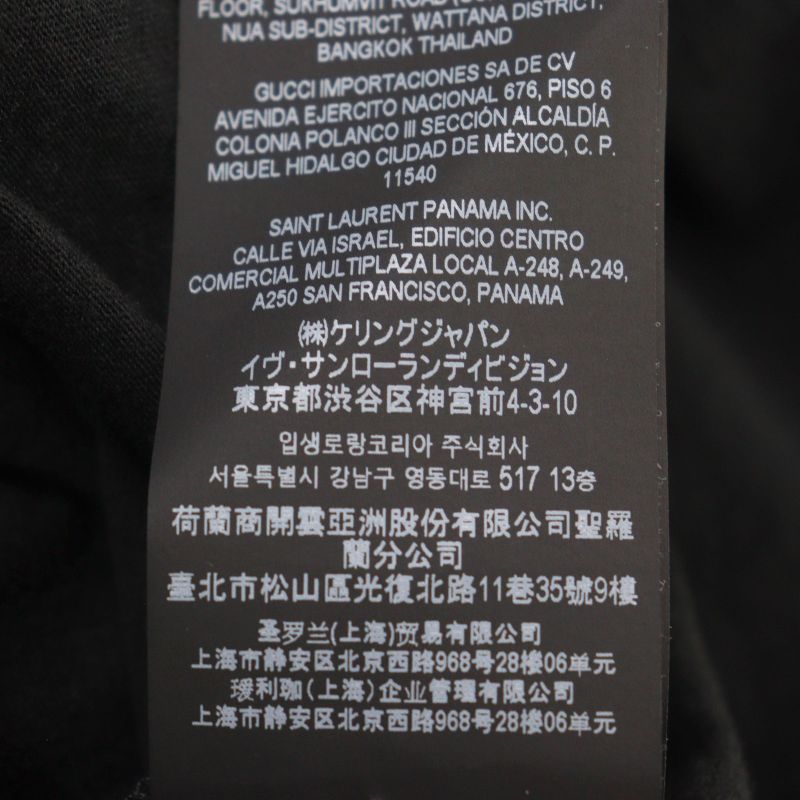 FLOOR, SUKHUMVIT ROAD
NUA SUB-DISTRICT, WATTANA DISTRICT,
BANGKOK THAILAND
GUCCI IMPORTACIONES SA DE CV
AVENIDA EJERCITO NACIONAL 676, PISO 6
COLONIA POLANCO III SECCIÓN ALCALDÍA
MIGUEL HIDALGO CIUDAD DE MÉXICO, C. P.
11540
SAINT LAURENT PANAMA INC.
CALLE VIA ISRAEL, EDIFICIO CENTRO
COMERCIAL MULTIPLAZA LOCAL A-248, A-249,
A250 SAN FRANCISCO, PANAMA
㈱ケリングジャパン
イヴ・サンローランディビジョン
東京都渋谷区神宮前4-3-10
입생로랑코리아 주식회사
서울특별시 강남구 영동대로 517 13층
荷蘭商開雲亞洲股份有限公司聖羅
蘭分公司
臺北市松山區光復北路11巷35號9樓
圣罗兰(上海)贸易有限公司
上海市静安区北京西路968号28楼06单元
瑷利珈(上海)企业管理有限公司
上海市静安区北京西路968号28楼06单元